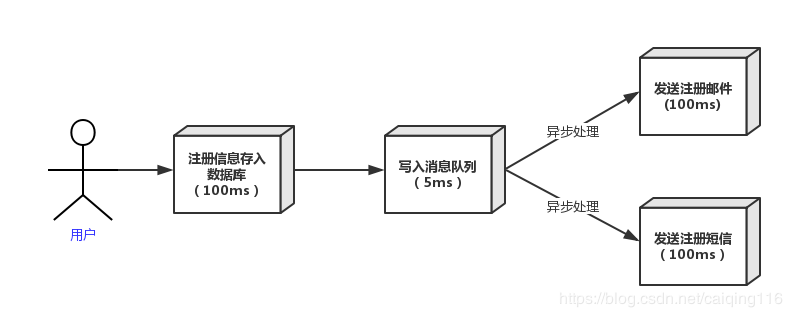 用户
注册信息存入
数据库
（100ms）
写入消息队列
（5ms）
异步处理
发送注册邮件
(100ms)
异步处理
发送注册短信
（100ms）
https://blog.csdn.net/caiqing116